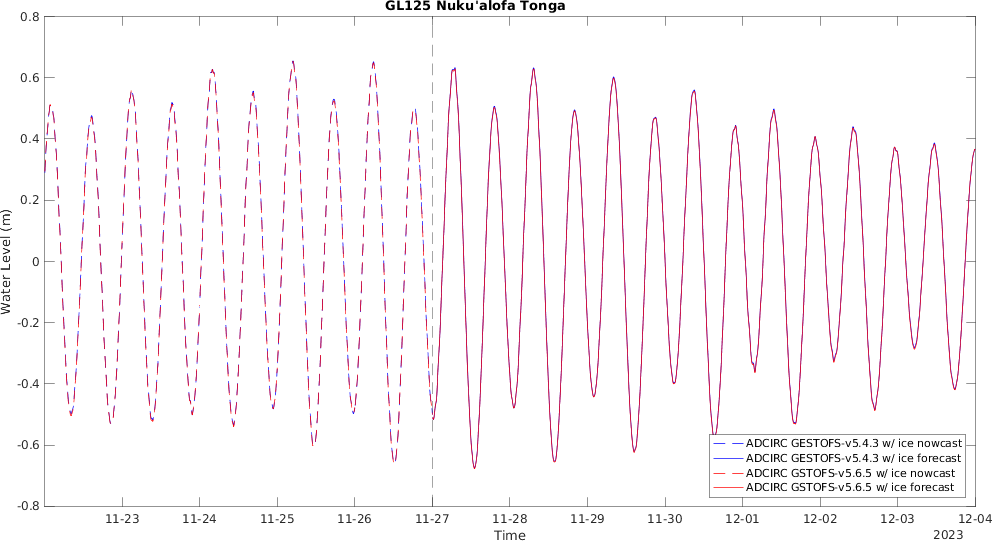 GL125 Nuku'alofa Tonga
0.8
0.6
0.4
0.2
0
-0.2
-0.4
-0.6
-0.8
Water Level (m)
ADCIRC GESTOFS-v5.4.3 w/ ice nowcast
ADCIRC GESTOFS-v5.4.3 w/ ice forecast
ADCIRC GSTOFS-v5.6.5 w/ ice nowcast
ADCIRC GSTOFS-v5.6.5 w/ ice forecast
11-23 11-24 11-25 11-26 11-27 11-28 11-29 11-30 12-01 12-02 12-03 12-04
Time
2023